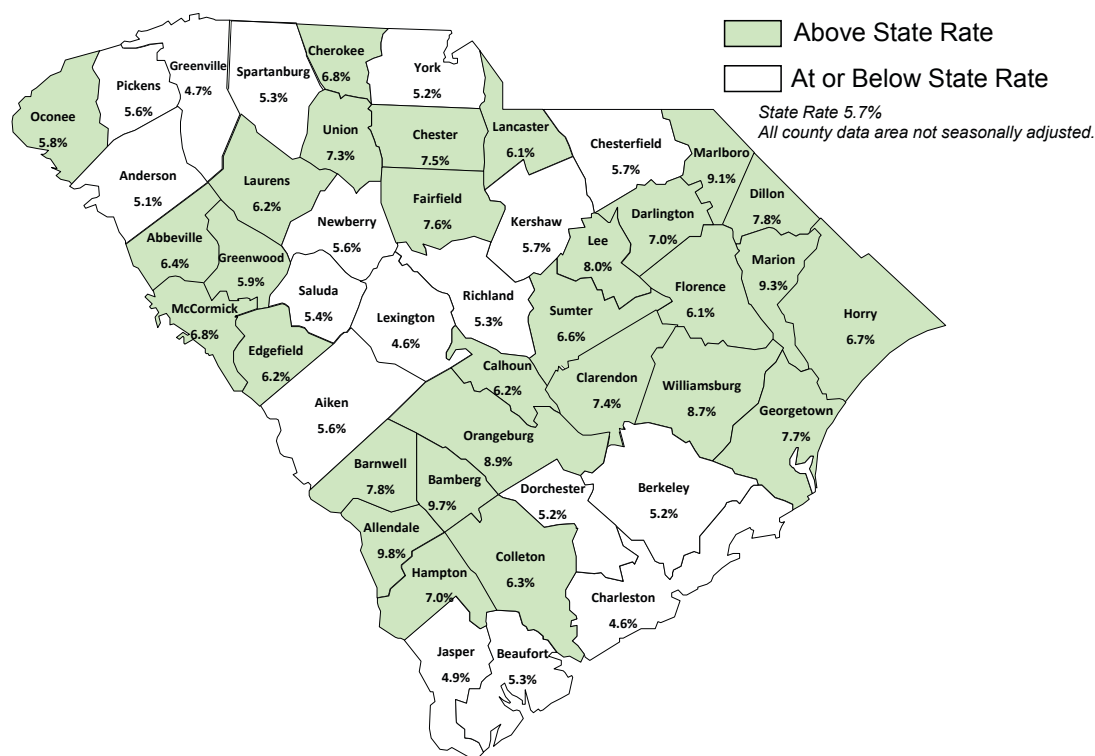 Above State Rate
At or Below State Rate
State Rate 5.7%
All county data area not seasonally adjusted.
Cherokee
6.8%
York
5.2%
Greenville
4.7%
Spartanburg
5.3%
Pickens
5.6%
Oconee
5.8%
Union
7.3%
Chester
7.5%
Lancaster
6.1%
Chesterfield
5.7%
Marlboro
9.1%
Anderson
5.1%
Laurens
6.2%
Fairfield
7.6%
Dillon
7.8%
Newberry
5.6%
Kershaw
5.7%
Darlington
7.0%
Abbeville
6.4%
Greenwood
5.9%
Lee
8.0%
Marion
9.3%
Saluda
5.4%
Richland
5.3%
Florence
6.1%
McCormick
6.8%
Lexington
4.6%
Sumter
6.6%
Horry
6.7%
Edgefield
6.2%
Calhoun
6.2%
Clarendon
7.4%
Williamsburg
8.7%
Aiken
5.6%
Georgetown
7.7%
Orangeburg
8.9%
Barnwell
7.8%
Bamberg
9.7%
Dorchester
5.2%
Berkeley
5.2%
Allendale
9.8%
Colleton
6.3%
Hampton
7.0%
Charleston
4.6%
Jasper
4.9%
Beaufort
5.3%